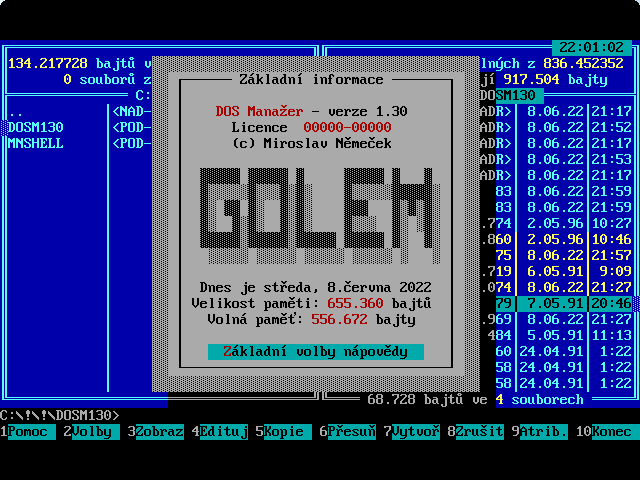 22:01:02
134.217728 bajtů v
lných z 836.452352
0 souborů z
jí 917.504 bajty
Základní informace
C:
DOSM130
DOS Manažer - verze 1.30
Licence 00000-00000
(c) Miroslav Němeček
GOLEM
Dnes je středa, 8.června 2022
Velikost paměti: 655.360 bajtů
Volná paměť: 556.672 bajty
Základní volby nápovědy
.. <NAD-
DOSM130 <POD-
MNSHELL <POD-
ADR> 8.06.22 21:17
ADR> 8.06.22 21:52
ADR> 8.06.22 21:17
ADR> 8.06.22 21:53
ADR> 8.06.22 21:17
83 8.06.22 21:59
83 8.06.22 21:59
.774 2.05.96 10:27
.860 2.05.96 10:46
75 8.06.22 21:57
.719 6.05.91 9:09
.074 8.06.22 21:27
79 7.05.91 20:46
.969 8.06.22 21:27
484 5.05.91 11:13
60 24.04.91 1:22
58 24.04.91 1:22
58 24.04.91 1:22
68.728 bajtů ve 4 souborech
C:\!\!\DOSM130>
1Pomoc 2Volby 3Zobraz 4Edituj 5Kopie 6Přesuň 7Vytvoř 8Zrušit 9Atrib. 10Konec